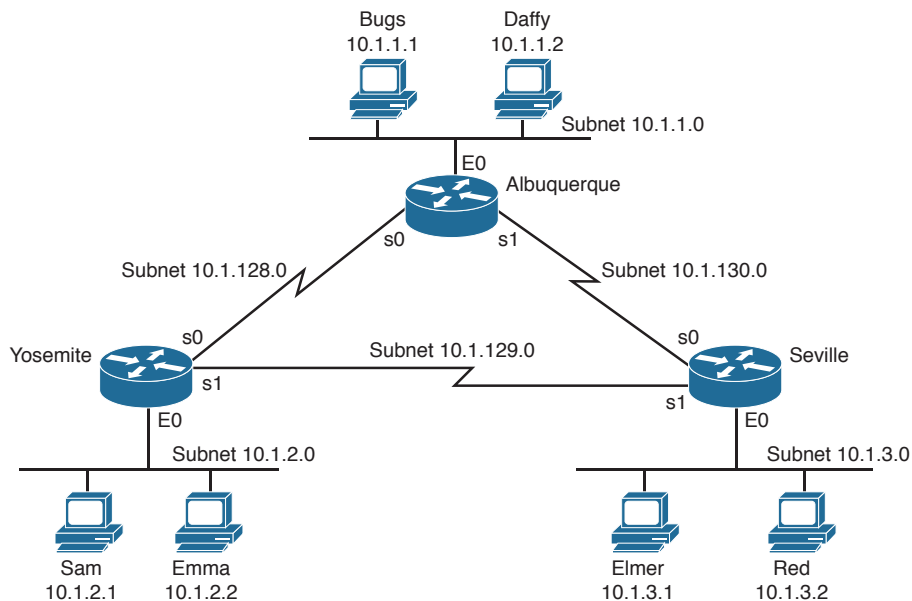 Bugs
10.1.1.1
Daffy
10.1.1.2
Subnet 10.1.1.0
E0
Albuquerque
s0
s1
Subnet 10.1.128.0
Subnet 10.1.130.0
s0
s0
Yosemite
Subnet 10.1.129.0
Seville
s1
s1
E0
E0
Subnet 10.1.2.0
Subnet 10.1.3.0
Sam
10.1.2.1
Emma
10.1.2.2
Elmer
10.1.3.1
Red
10.1.3.2